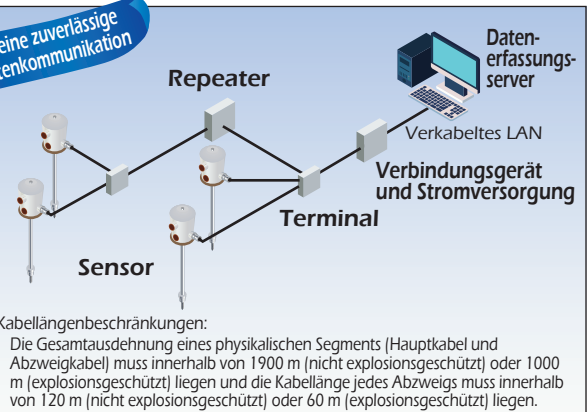 eine zuverlässige
tenkommunikation
Repeater
Daten-
erfassungs-
server
Verkabeltes LAN
Verbindungsgerät
und Stromversorgung
Terminal
Sensor
Kabellängenbeschränkungen:
Die Gesamtausdehnung eines physikalischen Segments (Hauptkabel und
Abzweigkabel) muss innerhalb von 1900 m (nicht explosionsgeschützt) oder 1000
m (explosionsgeschützt) liegen und die Kabellänge jedes Abzweigs muss innerhalb
von 120 m (nicht explosionsgeschützt) oder 60 m (explosionsgeschützt) liegen.